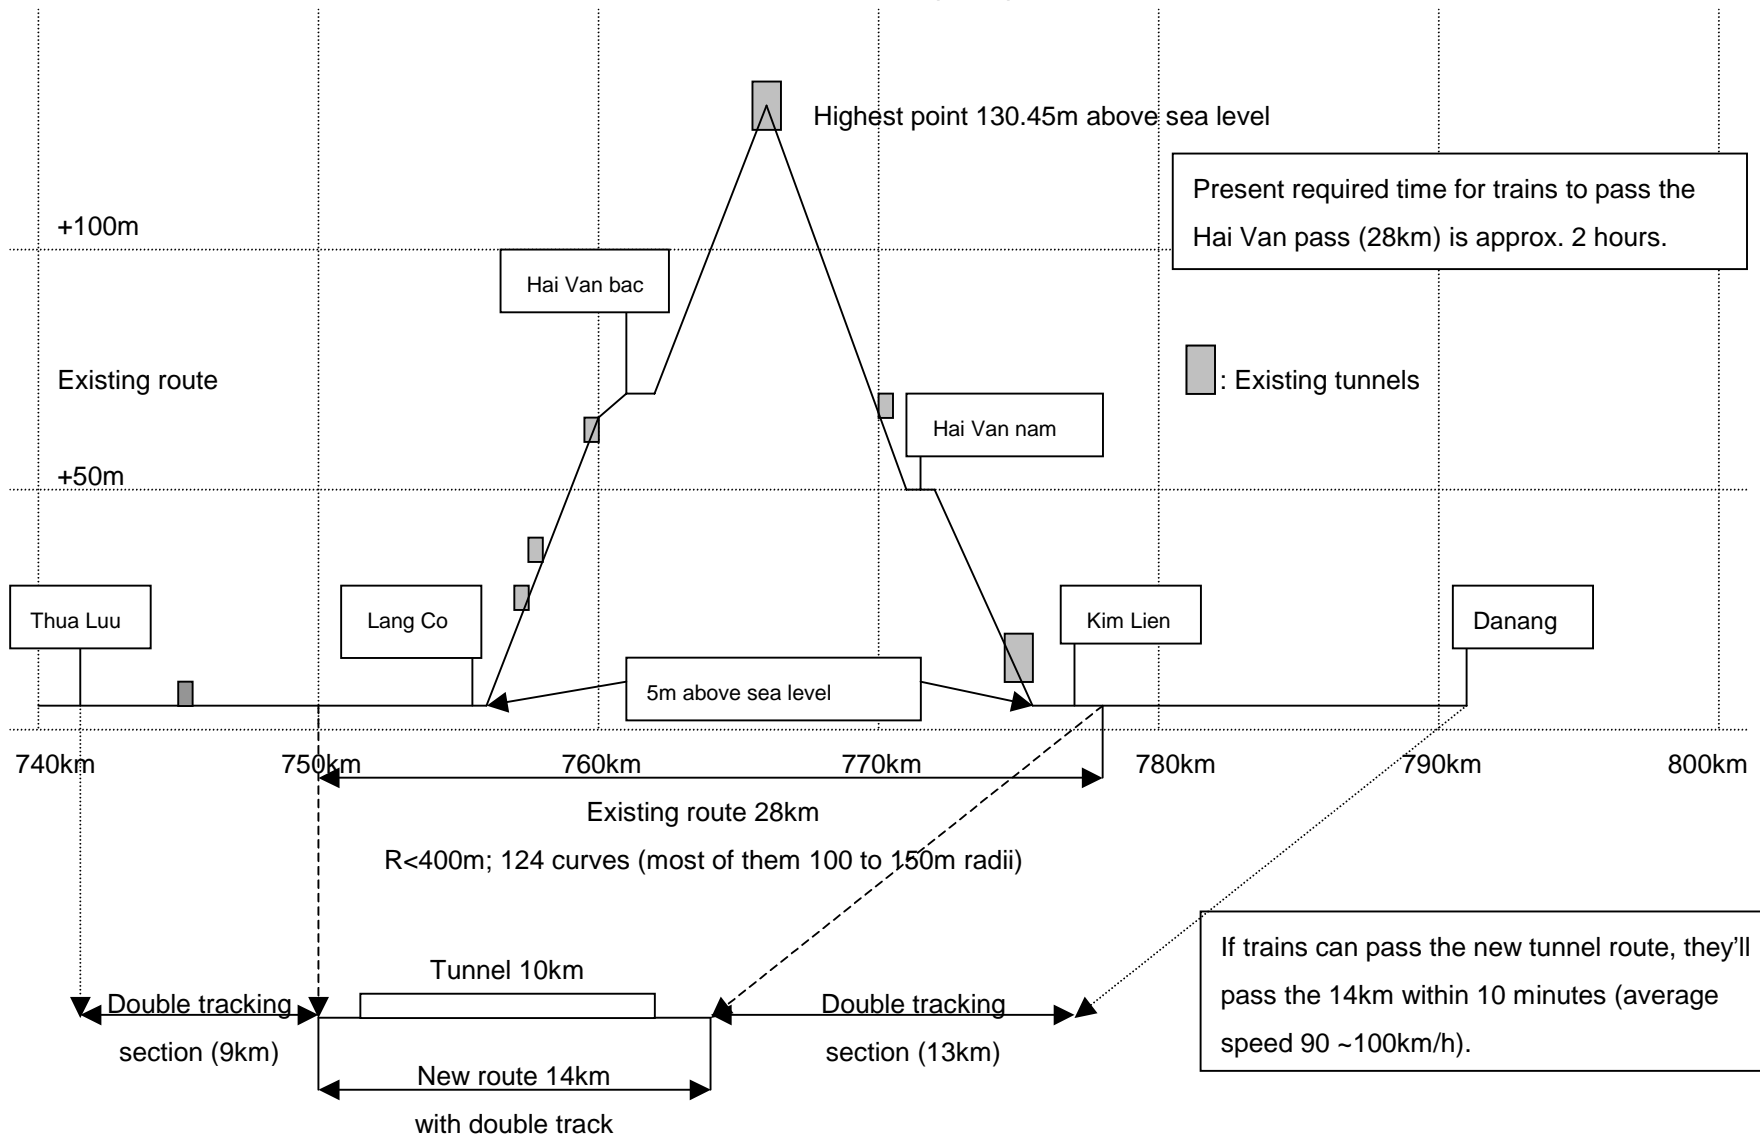 Highest point 130.45m above sea level
Present required time for trains to pass the
Hai Van pass (28km) is approx. 2 hours.
+100m
Hai Van bac
Existing route
: Existing tunnels
Hai Van nam
+50m
Thua Luu
Lang Co
Kim Lien
Danang
5m above sea level
740km
750km
760km
770km
780km
790km
800km
Existing route 28km
R<400m; 124 curves (most of them 100 to 150m radii)
Tunnel 10km
Double tracking
section (9km)
Double tracking
section (13km)
If trains can pass the new tunnel route, they’ll
pass the 14km within 10 minutes (average
speed 90 ~100km/h).
New route 14km
with double track